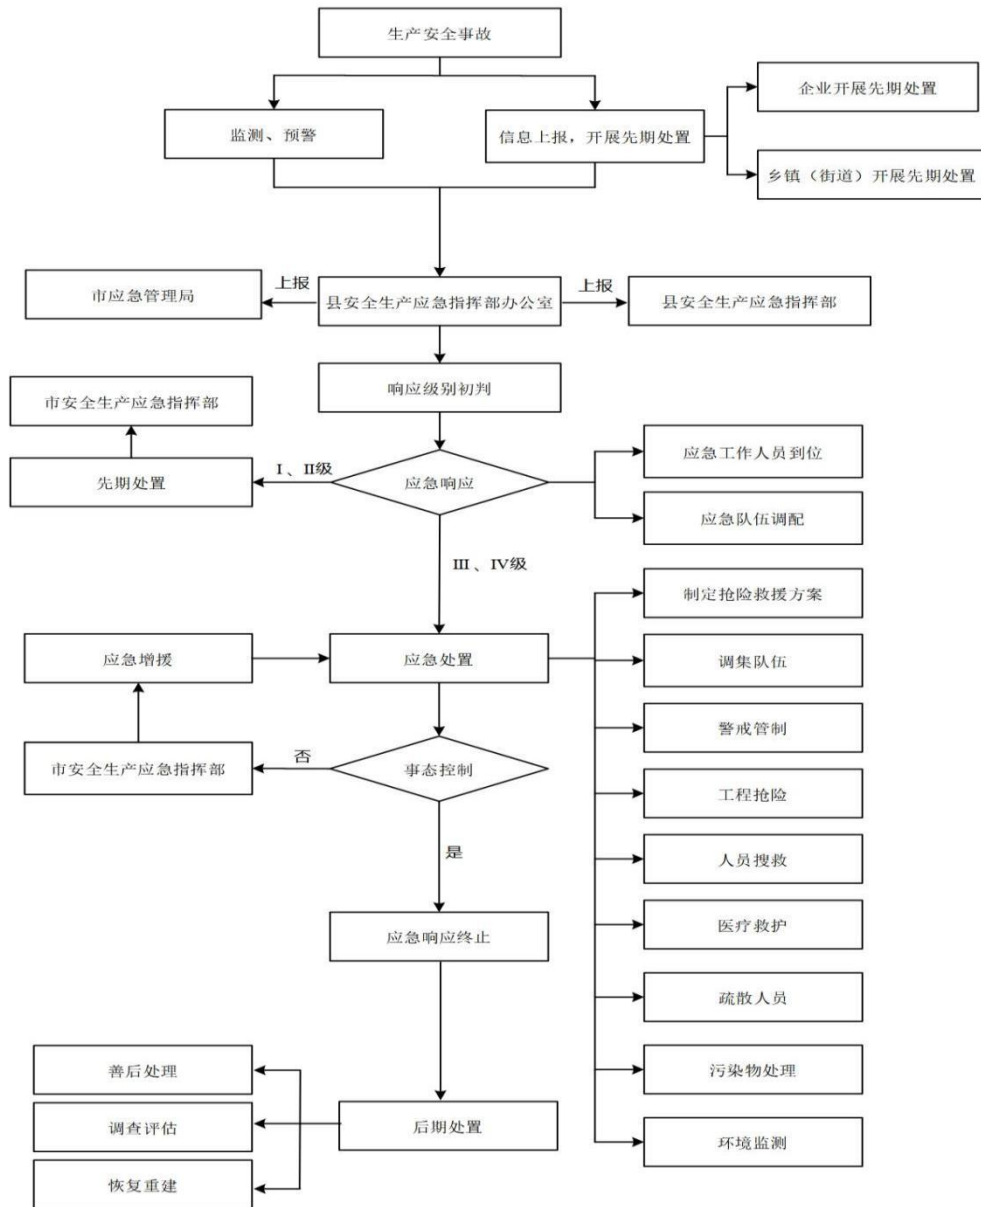 生产安全事故
企业开展先期处置
监测、预警
信息上报，开展先期处置
乡镇（街道）开展先期处置
市应急管理局
上报
县安全生产应急指挥部办公室
上报
县安全生产应急指挥部
响应级别初判
市安全生产应急指挥部
应急工作人员到位
先期处置
I、II级
应急响应
应急队伍调配
III、IV级
制定抢险救援方案
应急增援
应急处置
调集队伍
警戒管制
市安全生产应急指挥部
否
事态控制
工程抢险
是
人员搜救
应急响应终止
医疗救护
疏散人员
善后处理
污染物处理
调查评估
后期处置
环境监测
恢复重建